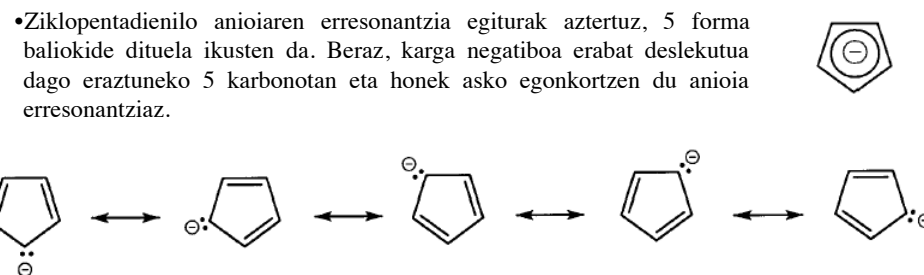 •Ziklopentadienilo anioiaren erresonantzia egiturak aztertuz, 5 forma
baliokide dituela ikusten da. Beraz, karga negatiboa erabat deslekutua
dago eraztuneko 5 karbonotan eta honek asko egonkortzen du anioia
erresonantziaz.